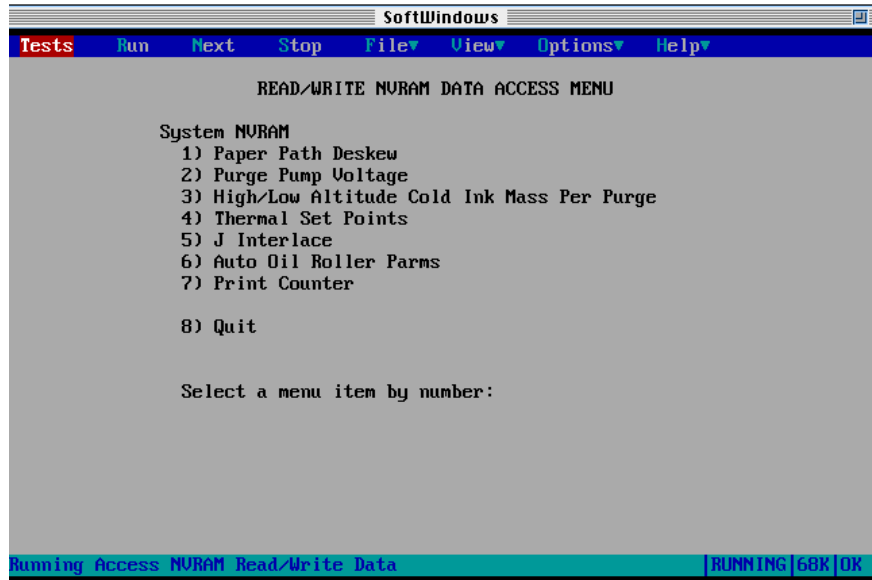 SoftWindows
Tests Run Next Stop File▼ View▼ Options▼ Help▼
READ/WRITE NVRAM DATA ACCESS MENU
System NVRAM
1) Paper Path Deskew
2) Purge Pump Voltage
3) High/Low Altitude Cold Ink Mass Per Purge
4) Thermal Set Points
5) J Interlace
6) Auto Oil Roller Parms
7) Print Counter
8) Quit
Select a menu item by number:
Running Access NVRAM Read/Write Data RUNNING 68K OK